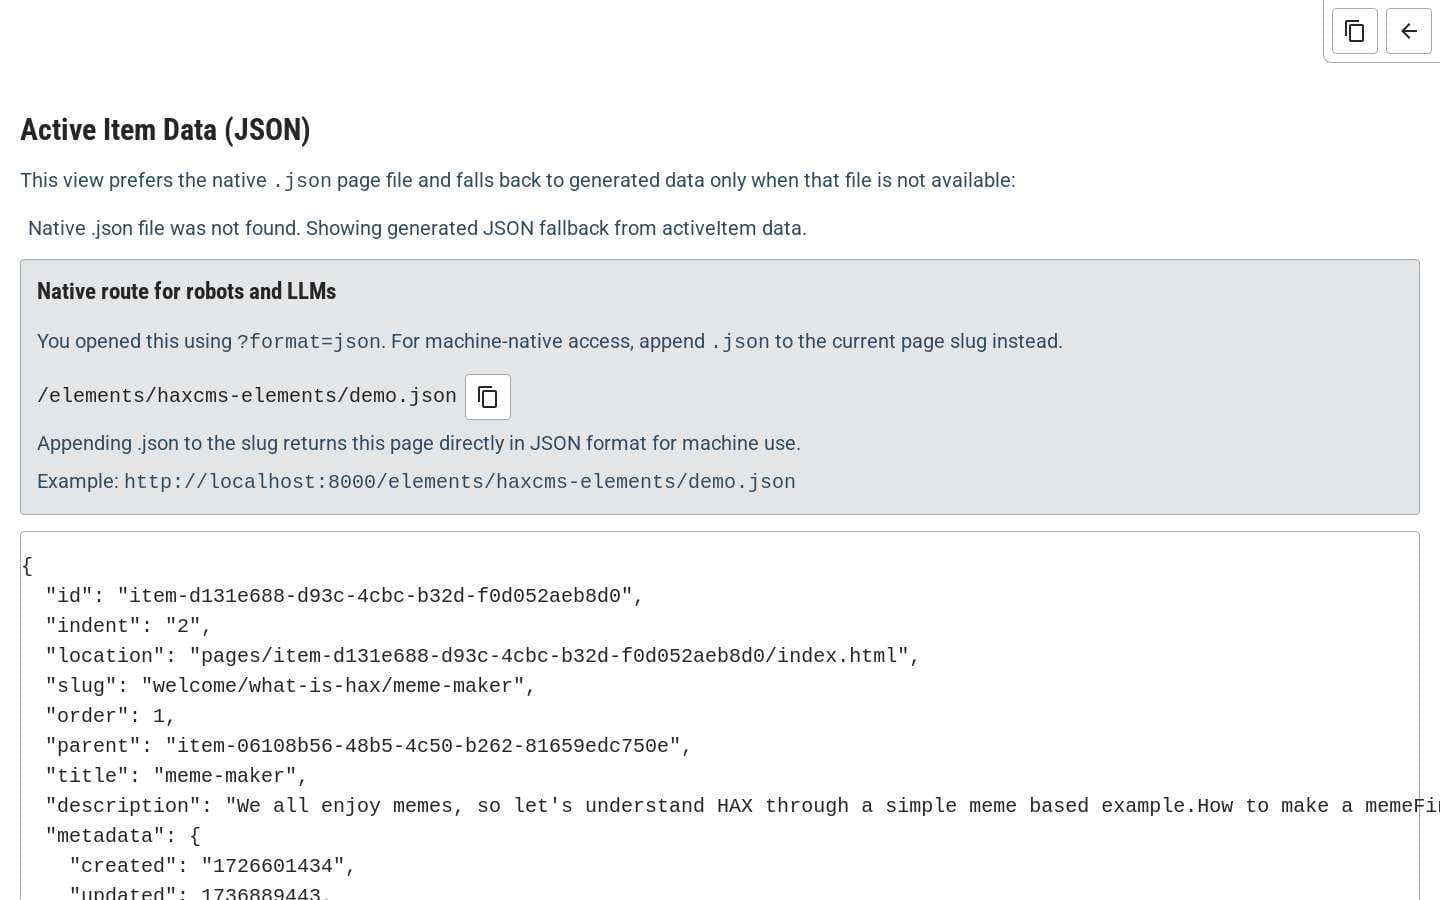 Active Item Data (JSON)
This view prefers the native .json page file and falls back to generated data only when that file is not available:
Native .json file was not found. Showing generated JSON fallback from activeItem data.
Native route for robots and LLMs
You opened this using ?format=json. For machine-native access, append .json to the current page slug instead.
/elements/haxcms-elements/demo.json
Appending .json to the slug returns this page directly in JSON format for machine use.
Example: http://localhost:8000/elements/haxcms-elements/demo.json
{
  "id": "item-d131e688-d93c-4cbc-b32d-f0d052aeb8d0",
  "indent": "2",
  "location": "pages/item-d131e688-d93c-4cbc-b32d-f0d052aeb8d0/index.html",
  "slug": "welcome/what-is-hax/meme-maker",
  "order": 1,
  "parent": "item-06108b56-48b5-4c50-b262-81659edc750e",
  "title": "meme-maker",
  "description": "We all enjoy memes, so let's understand HAX through a simple meme based example.How to make a memeFin
  "metadata": {
    "created": "1726601434",
    "updated": 1736889443,